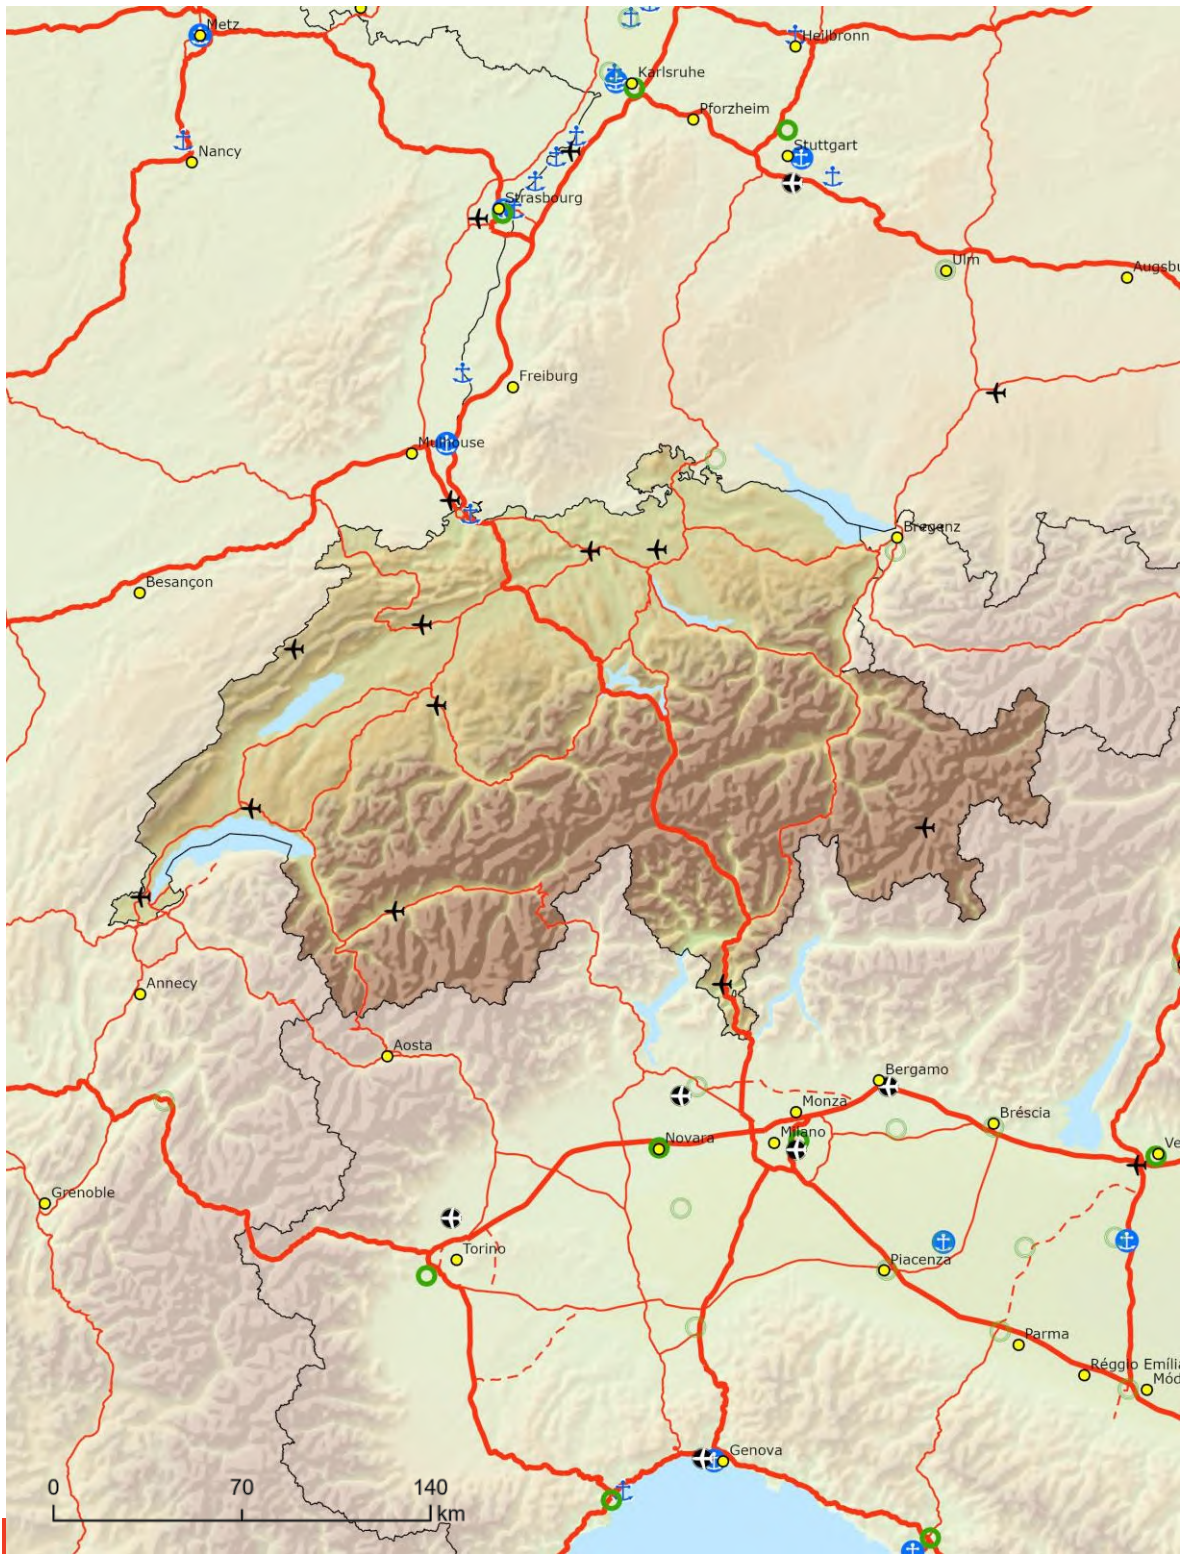 Metz
Heilbronn
Karlsruhe
Pforzheim
Nancy
Stuttgart
Strasbourg
Ulm
Augsbu
Freiburg
Mulhouse
Bregenz
Besançon
Annecy
Aosta
Bergamo
Monza
Bréscia
Milano
Novara
Ve
Grenoble
Torino
Piacenza
Parma
Réggio Emília
Mód
Genova
0 70 140
km